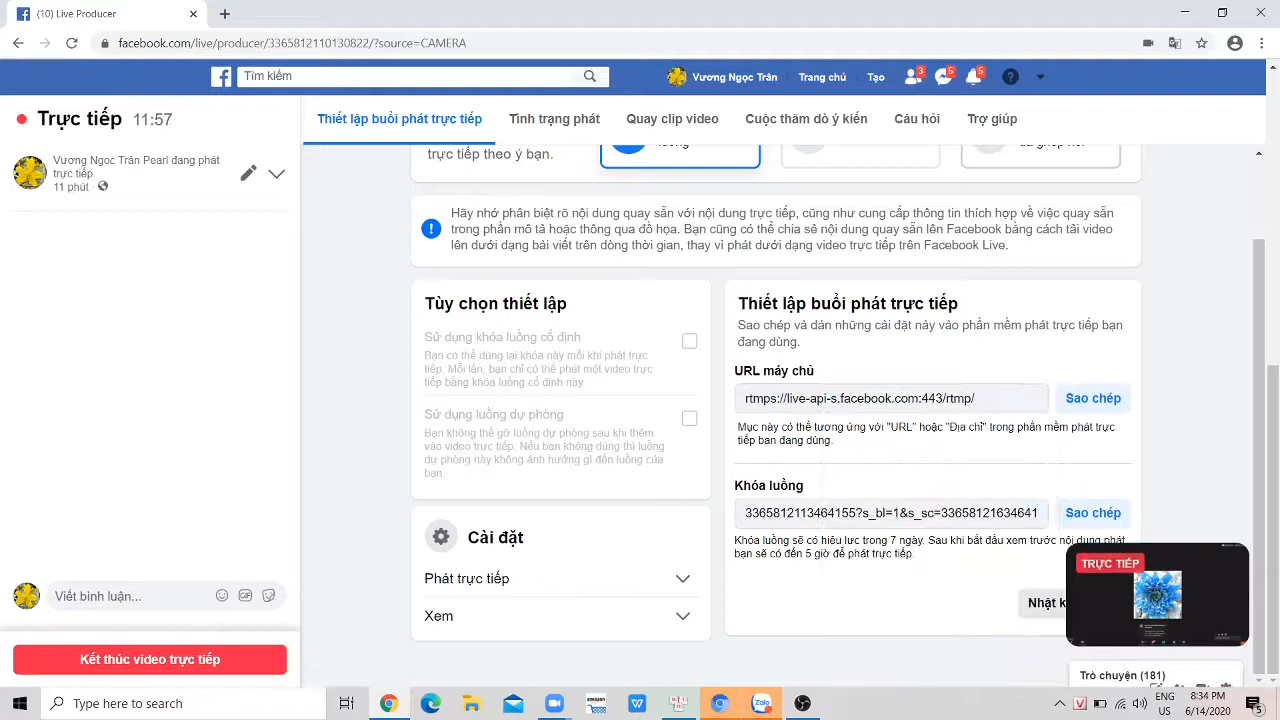 (10) Live Producer
facebook.com/live/producer/3365812110130822/?source=CAMERA
Tìm kiếm
Vương Ngọc Trân
Trang chủ
Tạo
3
5
5
Trực tiếp 11:57
Vương Ngọc Trân Pearl đang phát
trực tiếp.
11 phút
Viết bình luận...
GIF
Kết thúc video trực tiếp
Thiết lập buổi phát trực tiếp
Tình trạng phát
Quay clip video
Cuộc thăm dò ý kiến
Câu hỏi
Trợ giúp
trực tiếp theo ý bạn.
Hãy nhớ phân biệt rõ nội dung quay sẵn với nội dung trực tiếp, cũng như cung cấp thông tin thích hợp về việc quay sẵn
trong phần mô tả hoặc thông qua đồ họa. Bạn cũng có thể chia sẻ nội dung quay sẵn lên Facebook bằng cách tải video
lên dưới dạng bài viết trên dòng thời gian, thay vì phát dưới dạng video trực tiếp trên Facebook Live.
Tùy chọn thiết lập
Sử dụng khóa luồng cố định
Bạn có thể dùng lại khóa này mỗi khi phát trực
tiếp. Mỗi lần, bạn chỉ có thể phát một video trực
tiếp bằng khóa luồng cố định này.
Sử dụng luồng dự phòng
Bạn không thể gỡ luồng dự phòng sau khi thêm
vào video trực tiếp. Nếu bạn không dùng thì luồng
dự phòng này không ảnh hưởng gì đến luồng của
bạn.
Cài đặt
Phát trực tiếp
Xem
Thiết lập buổi phát trực tiếp
Sao chép và dán những cài đặt này vào phần mềm phát trực tiếp bạn
đang dùng.
URL máy chủ
rtmps://live-api-s.facebook.com:443/rtmp/
Sao chép
Mục này có thể tương ứng với "URL" hoặc "Địa chỉ" trong phần mềm phát trực
tiếp bạn đang dùng.
Khóa luồng
3365812113464155?s_bl=1&s_sc=33658121634641
Sao chép
Khóa luồng sẽ có hiệu lực trong 7 ngày. Sau khi bắt đầu xem trước nội dung phát
bạn sẽ có đến 5 giờ để phát trực tiếp.
Nhật k
TRỰC TIẾP
Trò chuyện (181)
Type here to search
amazon
Zalo
ENG
US
8:34 PM
6/14/2020
5